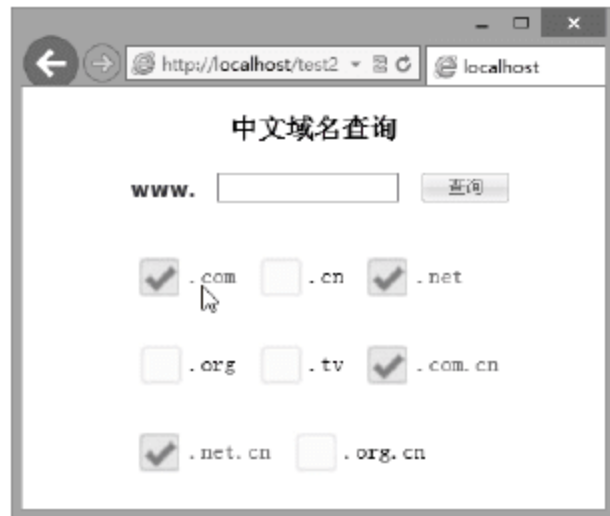 http://localhost/test2
localhost
中文域名查询
www.
查询
.com .cn .net
.org .tv .com.cn
.net.cn .org.cn